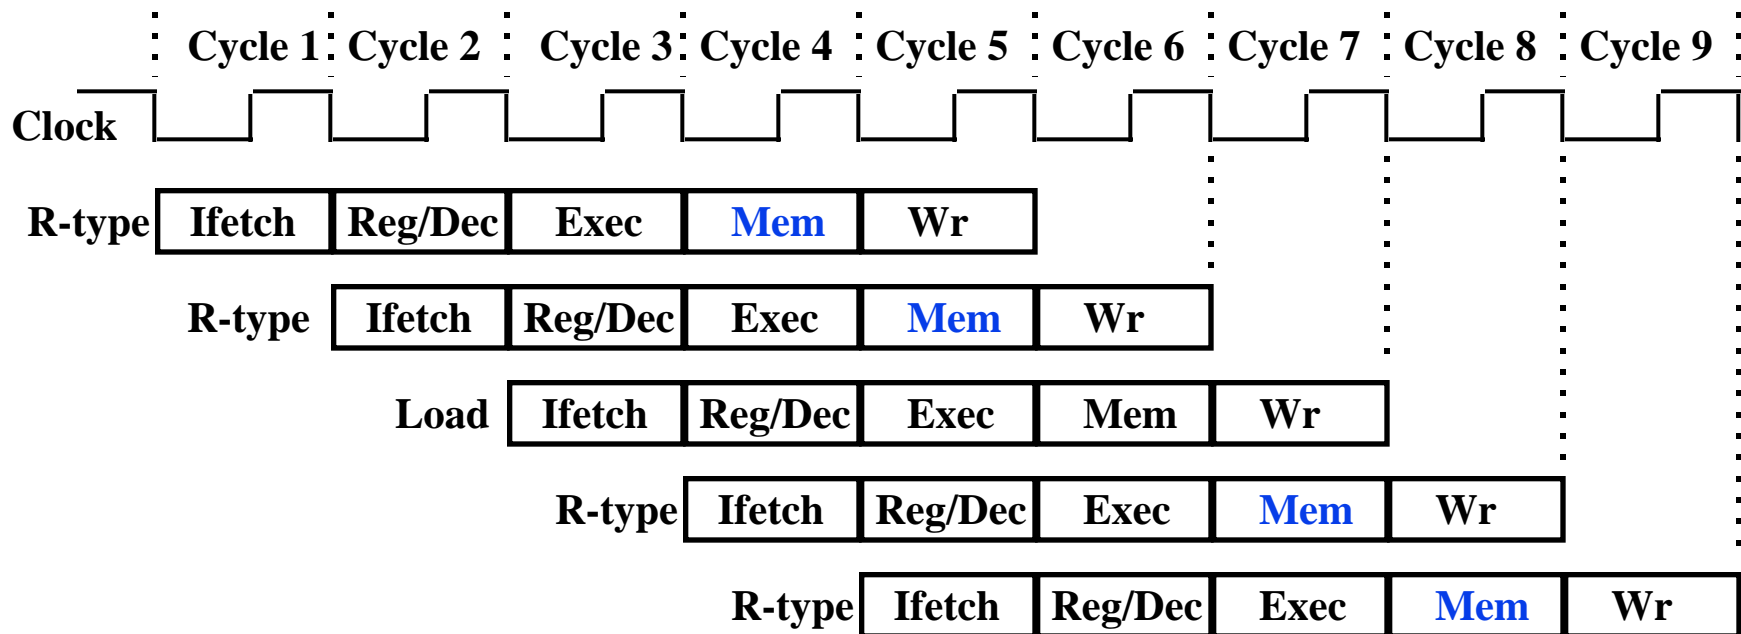 Cycle 1 Cycle 2 Cycle 3 Cycle 4 Cycle 5 Cycle 6 Cycle 7 Cycle 8 Cycle 9
Clock
R-type Ifetch Reg/Dec Exec Mem Wr
R-type Ifetch Reg/Dec Exec Mem Wr
Load Ifetch Reg/Dec Exec Mem Wr
R-type Ifetch Reg/Dec Exec Mem Wr
R-type Ifetch Reg/Dec Exec Mem Wr